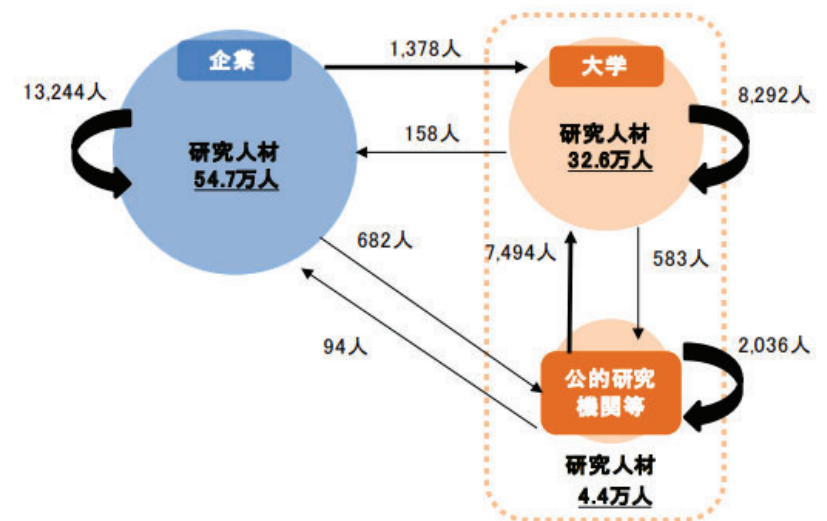 企業
1,378人
大学
13,244人
8,292人
研究人材
54.7万人
158人
研究人材
32.6万人
682人
7,494人
583人
94人
2,036人
公的研究
機関等
研究人材
4.4万人